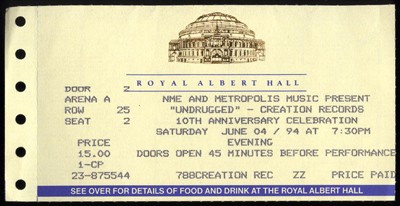 ROYAL ALBERT HALL
DOOR 2
ARENA A NME AND METROPOLIS MUSIC PRESENT
ROW 25 "UNDRUGGED" - CREATION RECORDS
SEAT 2 10TH ANNIVERSARY CELEBRATION
SATURDAY JUNE 04 / 94 AT 7:30PM
PRICE EVENING
15.00 DOORS OPEN 45 MINUTES BEFORE PERFORMANCE
1-CP
23-875544 788CREATION REC ZZ PRICE
SEE OVER FOR DETAILS OF FOOD AND DRINK AT THE ROYAL ALBERT HALL